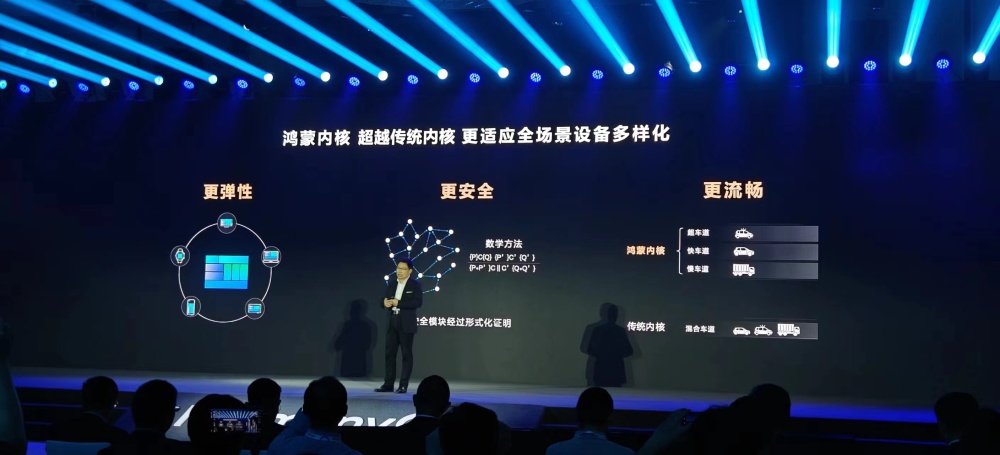 鸿蒙内核 超越传统内核 更适应全场景设备多样化
更弹性
更安全
更流畅
数学方法
{P}C{Q} {P'}C'{Q'}
{P*P'}C||C'{Q*Q'}
安全模块经过形式化证明
鸿蒙内核
超车道
快车道
慢车道
传统内核
混合车道